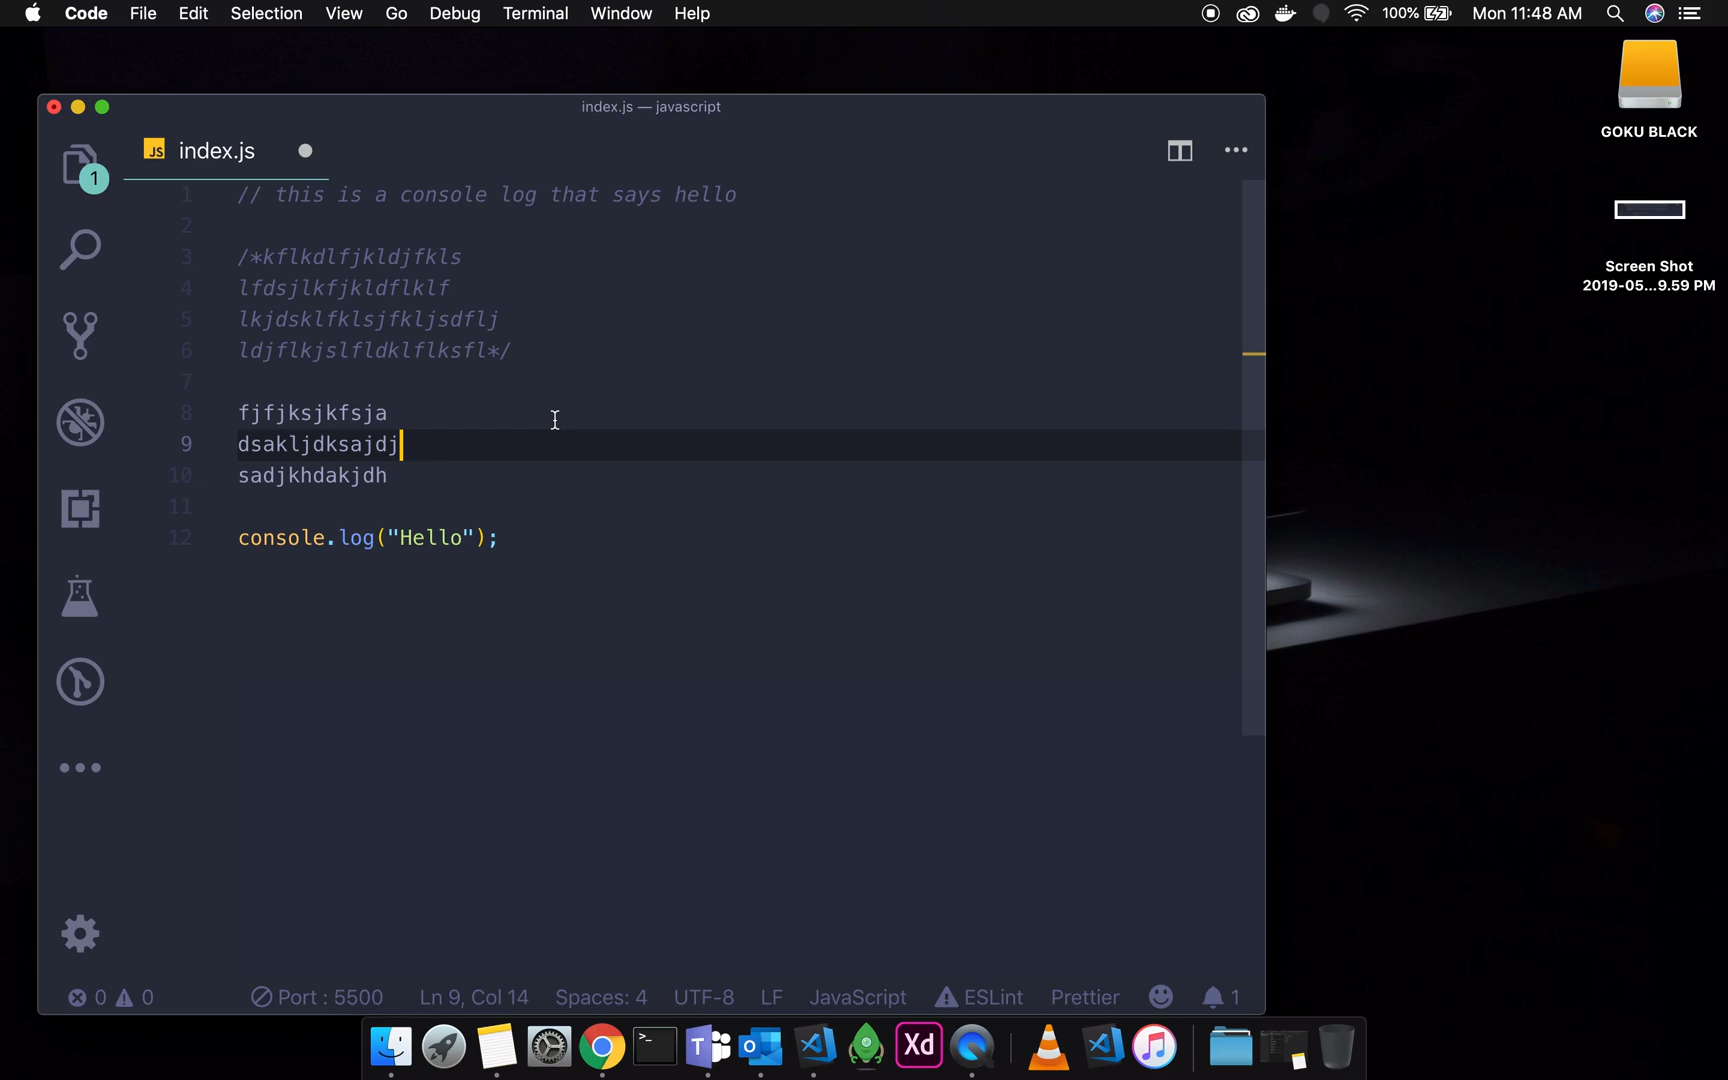 Code File Edit Selection View Go Debug Terminal Window Help 100% Mon 11:48 AM
GOKU BLACK
Screen Shot
2019-05...9.59 PM
index.js — javascript
JS index.js
1
1 // this is a console log that says hello
2
3 /*kflkdlfjkldjfkls
4 lfdsjlkfjkldflklf
5 lkjdsklfklsjfkljsdflj
6 ldjflkjslfldklflksfl*/
7
8 fjfjksjkfsja
9 dsakljdksajdj
10 sadjkhdakjdh
11
12 console.log("Hello");
0 0 Port : 5500 Ln 9, Col 14 Spaces: 4 UTF-8 LF JavaScript ESLint Prettier 1
>_ T O Xd